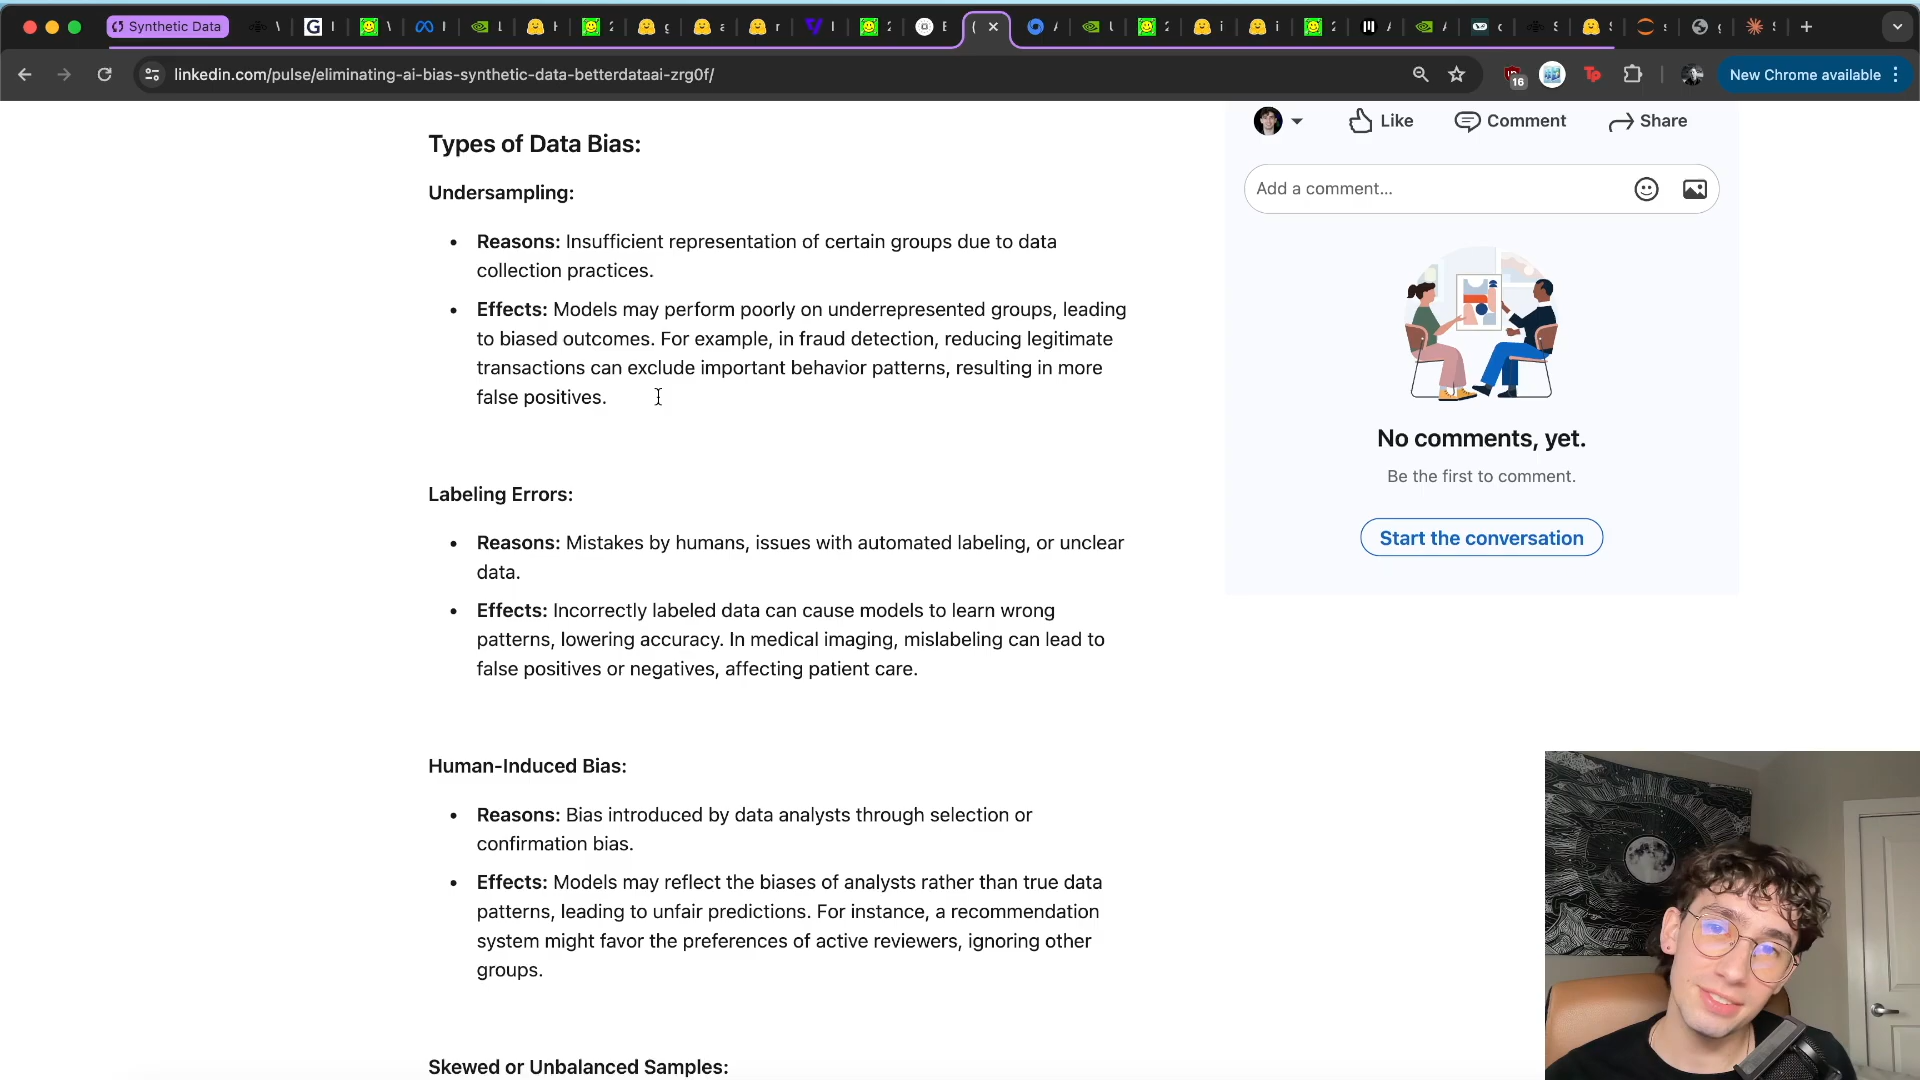 Synthetic Data
linkedin.com/pulse/eliminating-ai-bias-synthetic-data-betterdataai-zrg0f/
16
Tp
New Chrome available
Types of Data Bias:
Undersampling:
• Reasons: Insufficient representation of certain groups due to data
collection practices.
• Effects: Models may perform poorly on underrepresented groups, leading
to biased outcomes. For example, in fraud detection, reducing legitimate
transactions can exclude important behavior patterns, resulting in more
false positives.
Labeling Errors:
• Reasons: Mistakes by humans, issues with automated labeling, or unclear
data.
• Effects: Incorrectly labeled data can cause models to learn wrong
patterns, lowering accuracy. In medical imaging, mislabeling can lead to
false positives or negatives, affecting patient care.
Human-Induced Bias:
• Reasons: Bias introduced by data analysts through selection or
confirmation bias.
• Effects: Models may reflect the biases of analysts rather than true data
patterns, leading to unfair predictions. For instance, a recommendation
system might favor the preferences of active reviewers, ignoring other
groups.
Skewed or Unbalanced Samples:
Like
Comment
Share
Add a comment...
No comments, yet.
Be the first to comment.
Start the conversation